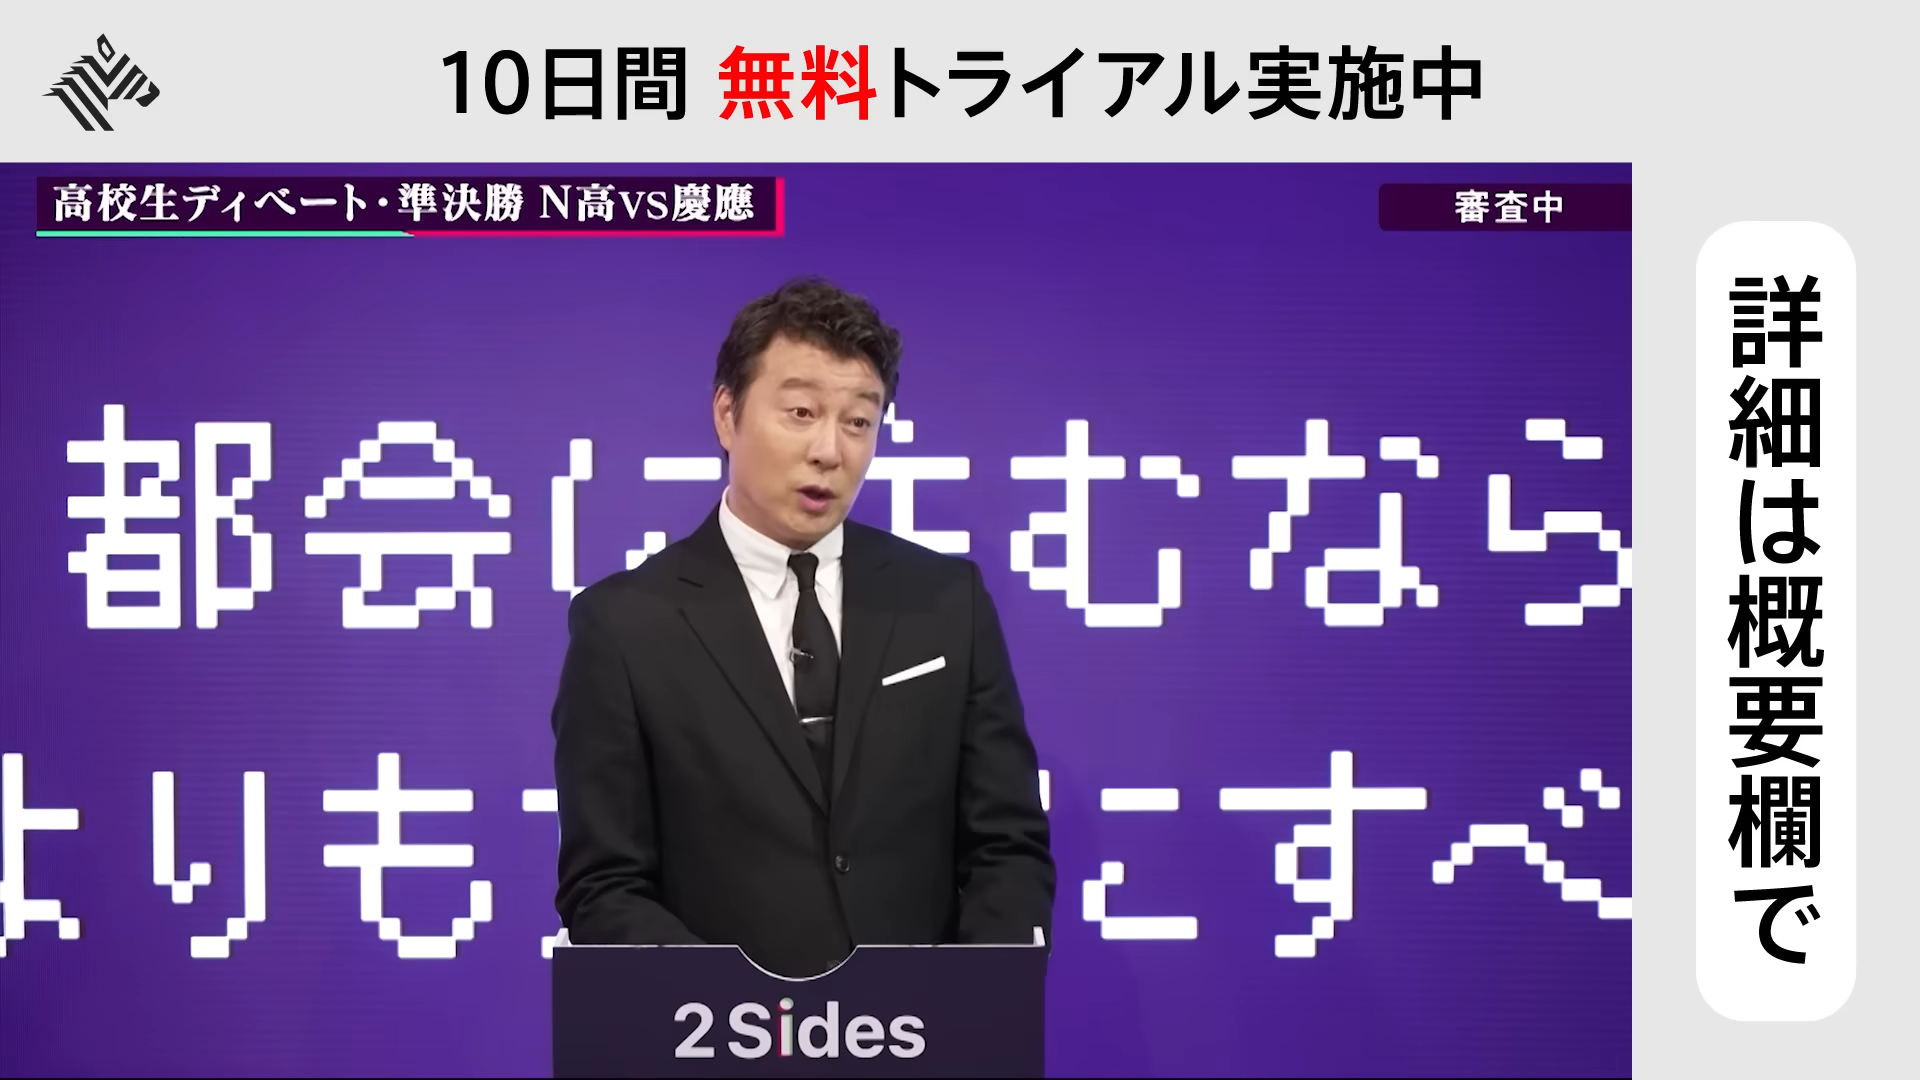 10日間 無料トライアル実施中
高校生ディベート・準決勝 N高VS慶應
審査中
都会に住むなら
よりも
にすべ
2 Sides
詳細は概要欄で